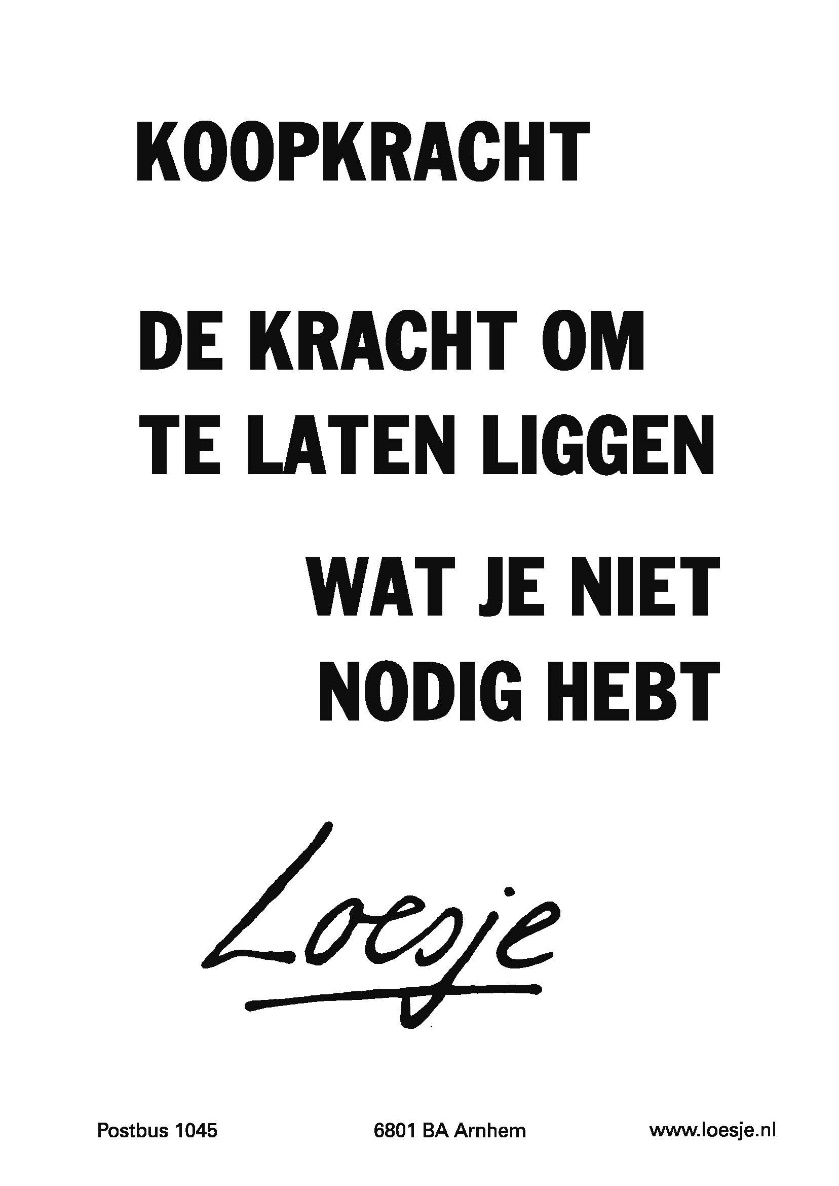 KOOPKRACHT
DE KRACHT OM
TE LATEN LIGGEN
WAT JE NIET
NODIG HEBT
Loesje
Postbus 1045 6801 BA Arnhem www.loesje.nl